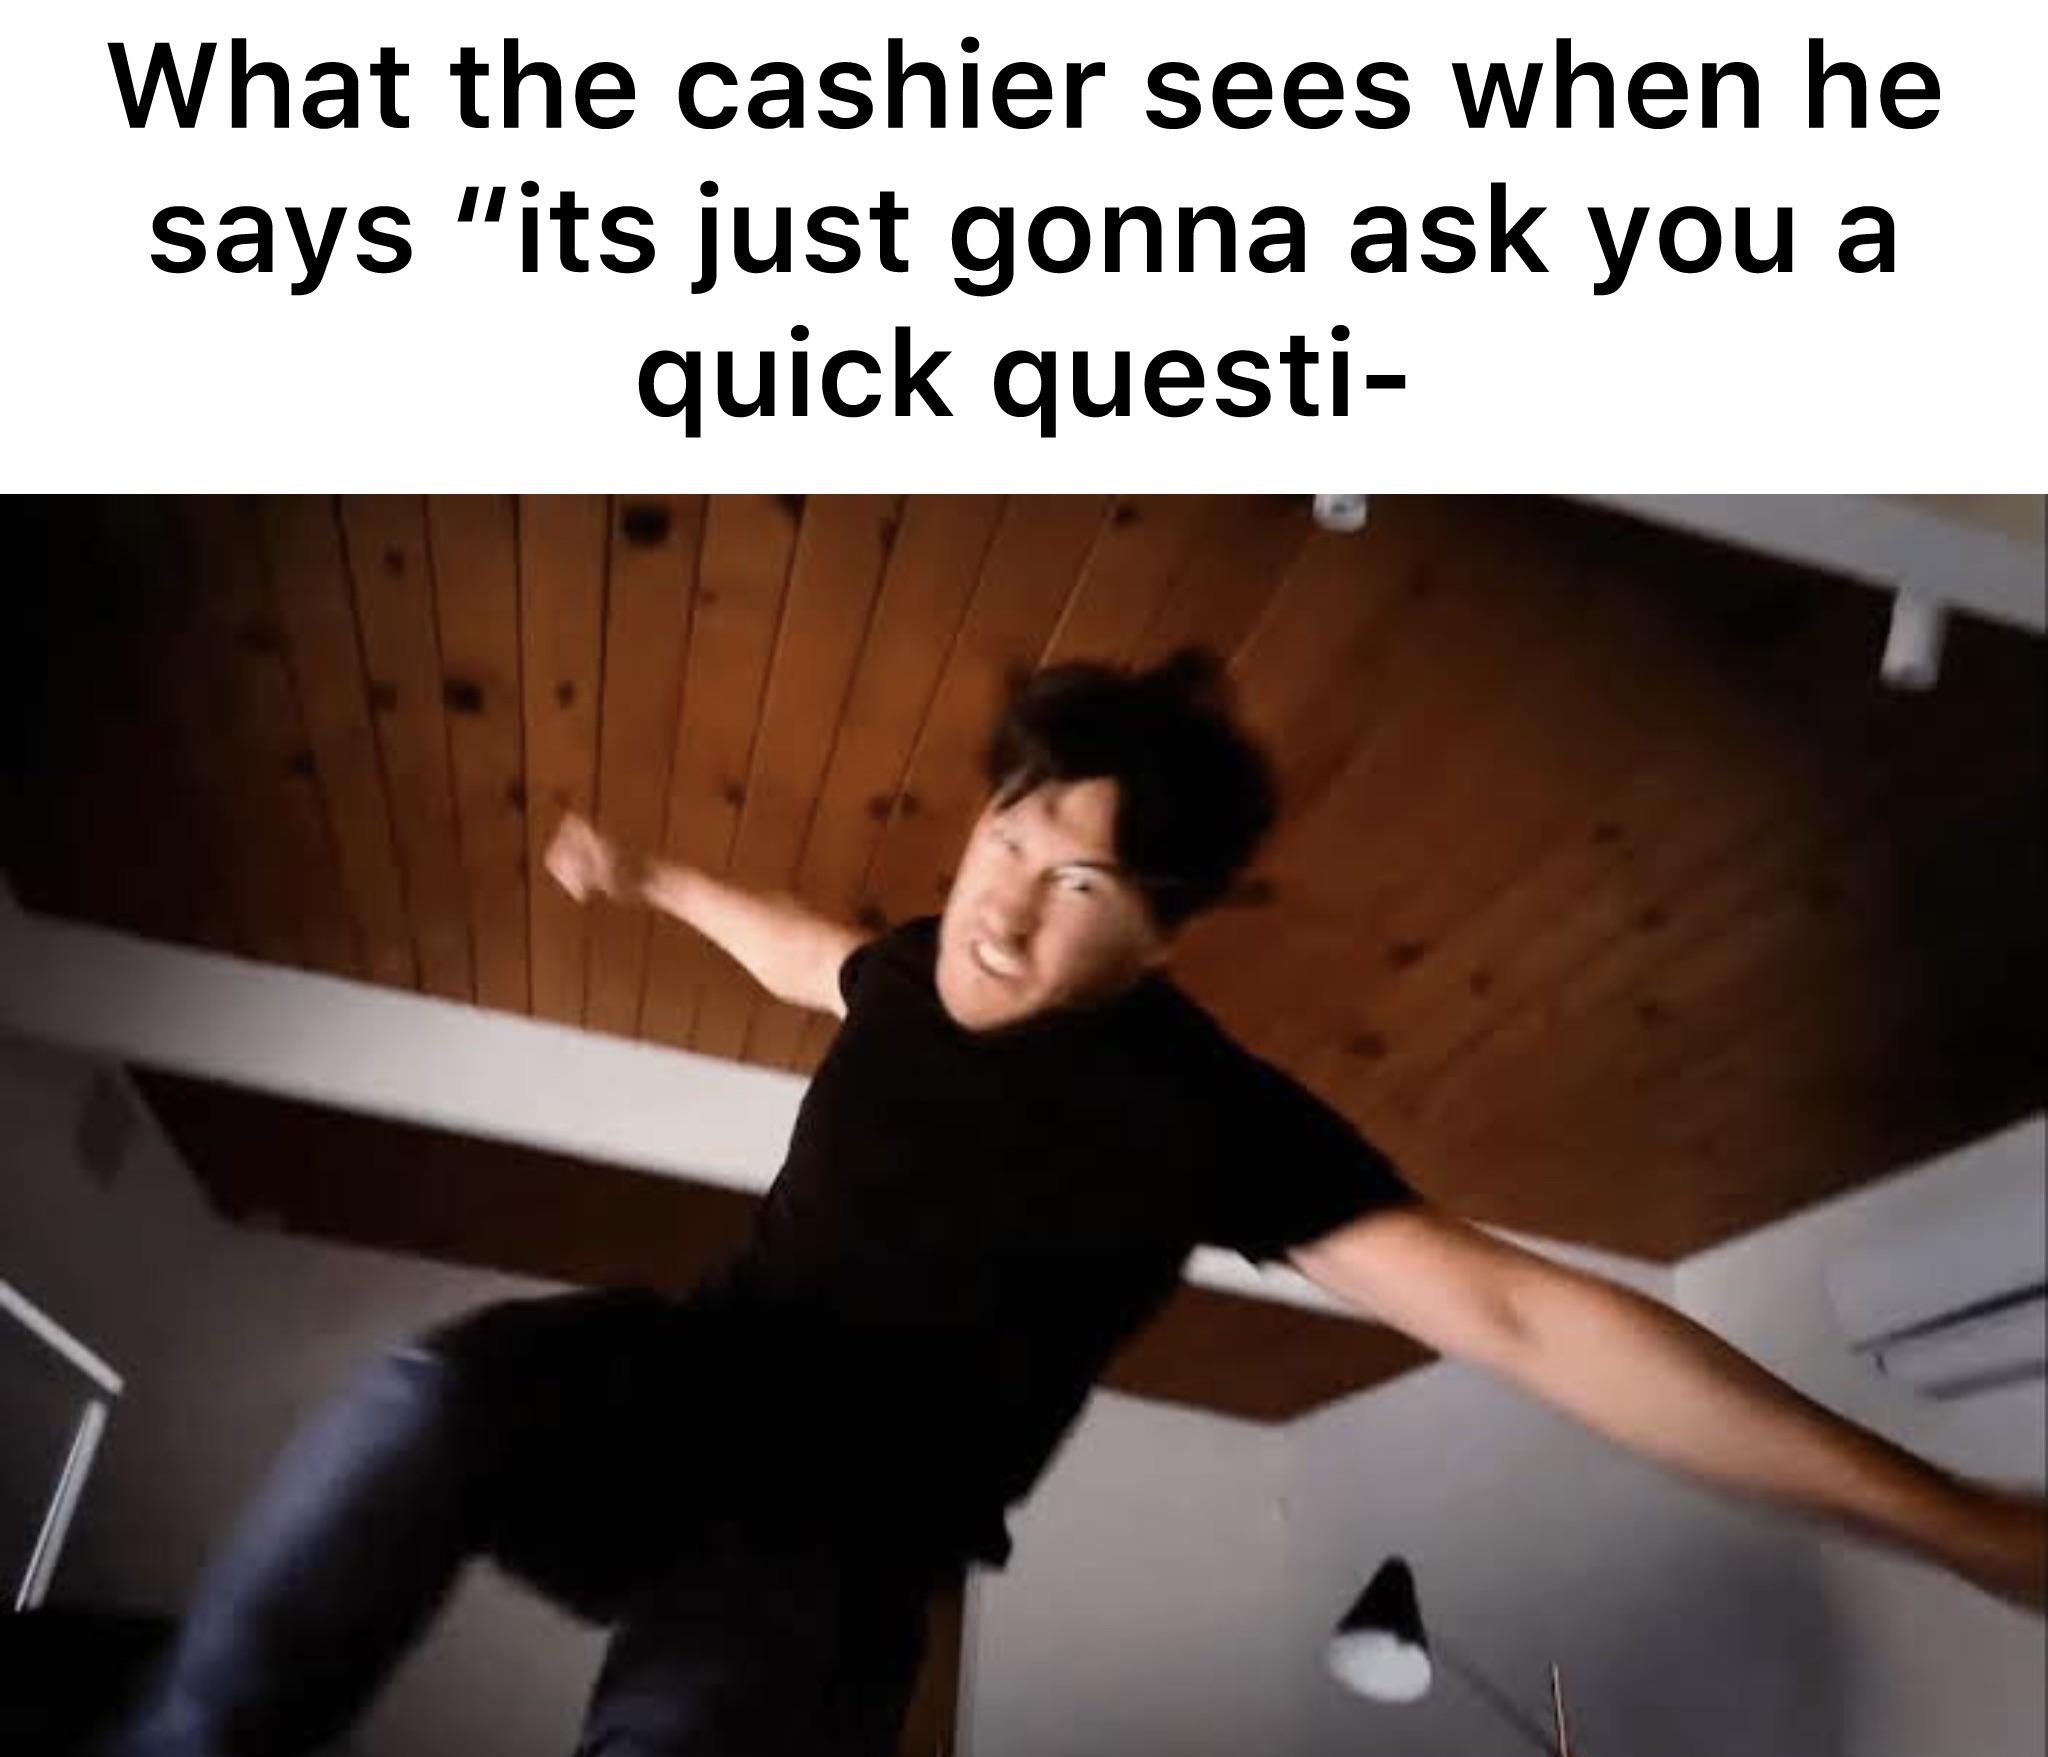 What the cashier sees when he
says “its just gonna ask you a
quick questi-